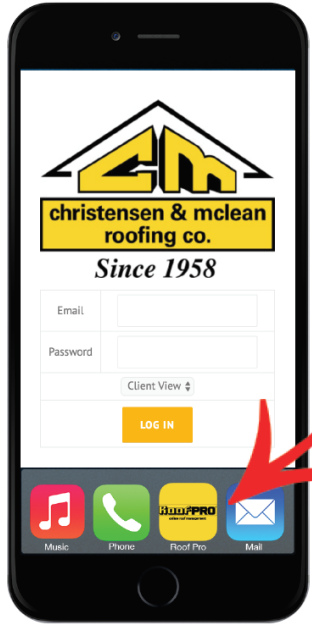 cm
christensen & mclean
roofing co.
Since 1958
Email
Password
Client View
LOG IN
RoofPRO
Music Phone Roof Pro Mail